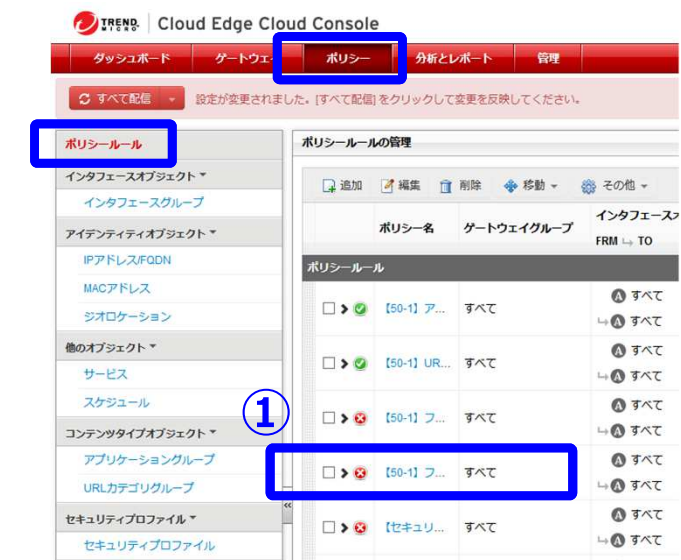 TREND MICRO Cloud Edge Cloud Console
ダッシュボード ゲートウェイ ポリシー 分析とレポート 管理
すべて配信 設定が変更されました。[すべて配信]をクリックして変更を反映してください。
ポリシールール
インタフェースオブジェクト
インタフェースグループ
アイデンティティオブジェクト
IPアドレス/FQDN
MACアドレス
ジオロケーション
他のオブジェクト
サービス
スケジュール
コンテンツタイプオブジェクト
アプリケーショングループ
URLカテゴリグループ
セキュリティプロファイル
セキュリティプロファイル
①
ポリシールールの管理
追加 編集 削除 移動 その他
ポリシー名 ゲートウェイグループ インタフェースオ
FRM TO
ポリシールール
【50-1】ア... すべて A すべて
A すべて
【50-1】UR... すべて A すべて
A すべて
【50-1】フ... すべて A すべて
A すべて
【50-1】フ... すべて A すべて
A すべて
【セキュリ... すべて A すべて
A すべて